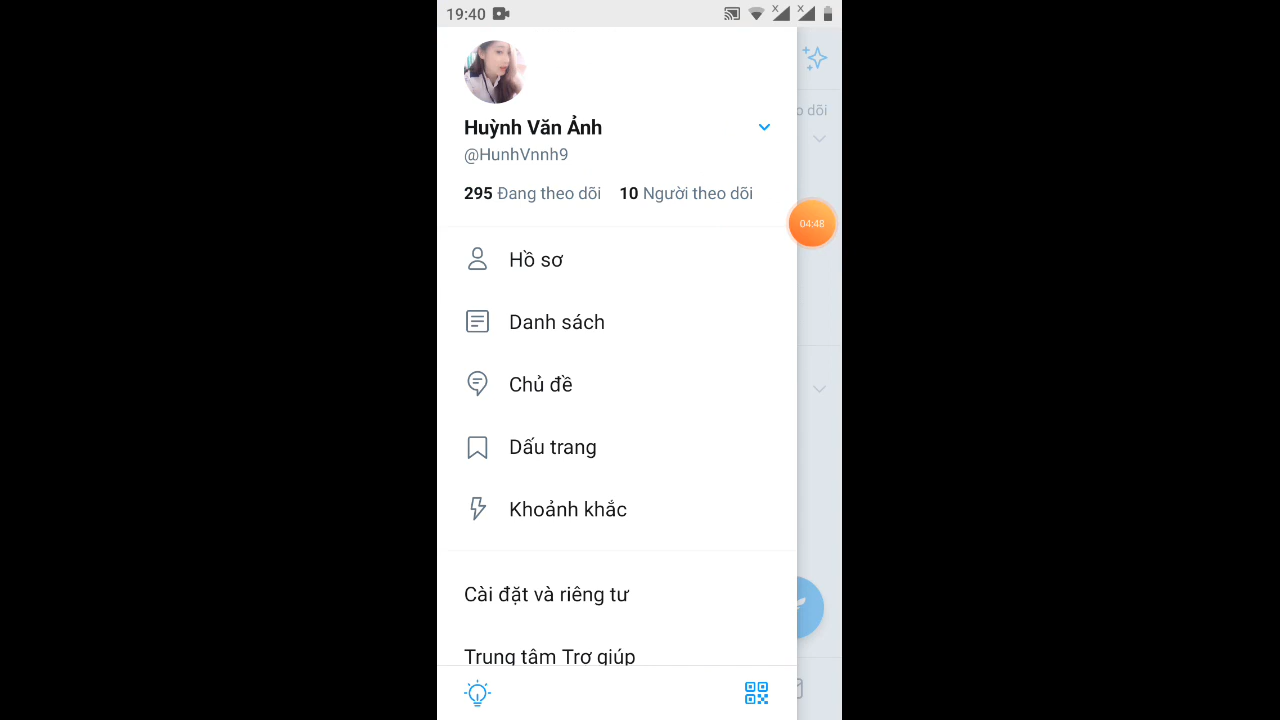 19:40
Huỳnh Văn Ảnh
@HunhVnnh9
295 Đang theo dõi 10 Người theo dõi
o dõi
04:48
Hồ sơ
Danh sách
Chủ đề
Dấu trang
Khoảnh khắc
Cài đặt và riêng tư
Trung tâm Trợ giúp